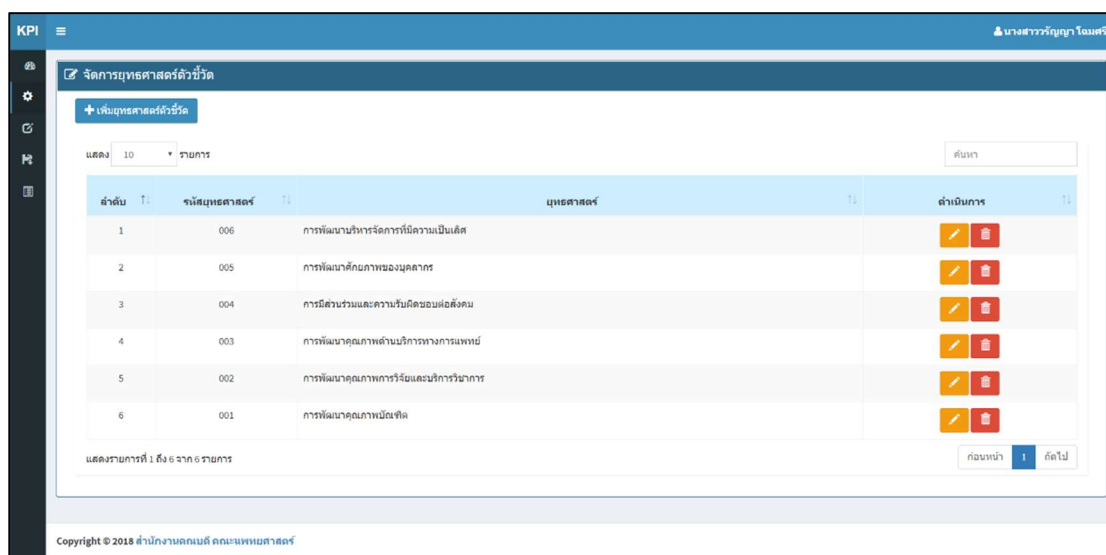 KPI
นางสาววรัญญา โฉมศรี
จัดการยุทธศาสตร์ตัวชี้วัด
เพิ่มยุทธศาสตร์ตัวชี้วัด
แสดง 10 รายการ
ค้นหา
ลำดับ รหัสยุทธศาสตร์ ยุทธศาสตร์ ดำเนินการ
1 006 การพัฒนาบริหารจัดการที่มีความเป็นเลิศ
2 005 การพัฒนาศักยภาพของบุคลากร
3 004 การมีส่วนร่วมและความรับผิดชอบต่อสังคม
4 003 การพัฒนาคุณภาพด้านบริการทางการแพทย์
5 002 การพัฒนาคุณภาพการวิจัยและบริการวิชาการ
6 001 การพัฒนาคุณภาพบัณฑิต
แสดงรายการที่ 1 ถึง 6 จาก 6 รายการ
ก่อนหน้า 1 ถัดไป
Copyright © 2018 สำนักงานคณบดี คณะแพทยศาสตร์